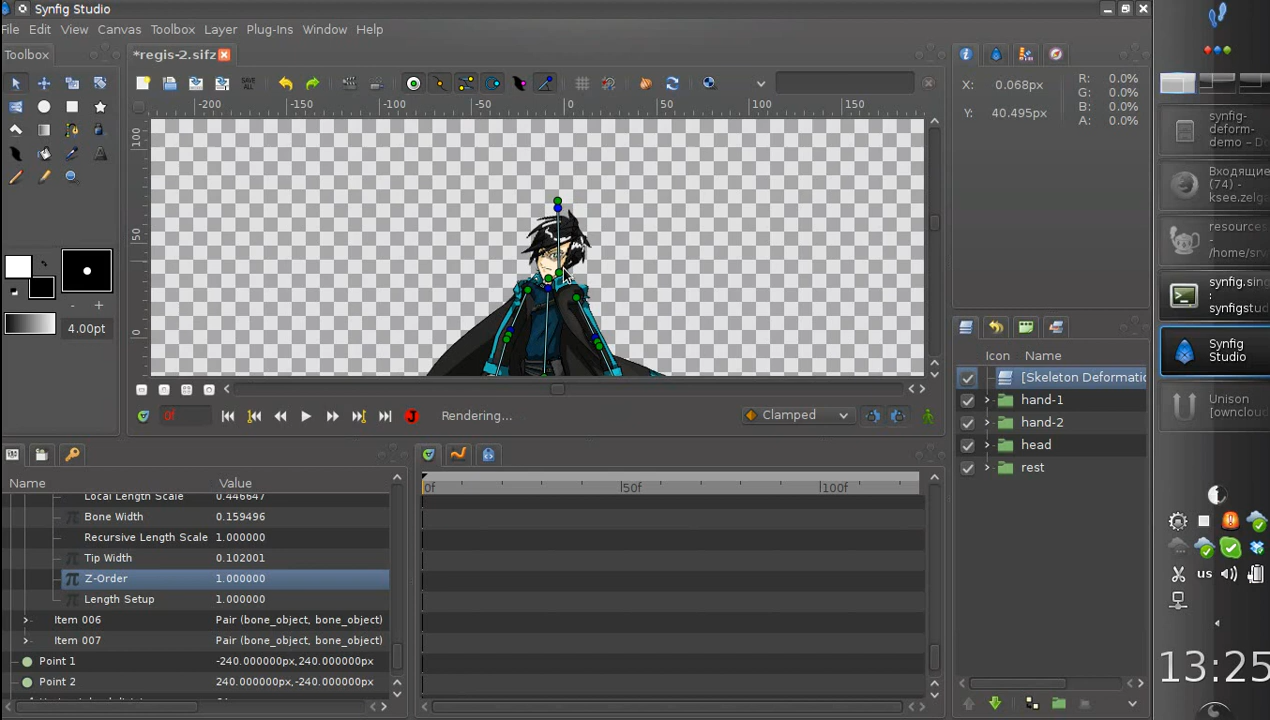 Synfig Studio
File Edit View Canvas Toolbox Layer Plug-Ins Window Help
Toolbox
*regis-2.sifz
SAVE ALL
-200 -150 -100 -50 0 50 100 150
100
50
0
X: 0.068px
Y: 40.495px
R: 0.0%
G: 0.0%
B: 0.0%
A: 0.0%
4.00pt
0f
Rendering...
Clamped
Icon Name
[Skeleton Deformatic
hand-1
hand-2
head
rest
Name Value
Local Length Scale 0.446647
Bone Width 0.159496
Recursive Length Scale 1.000000
Tip Width 0.102001
Z-Order 1.000000
Length Setup 1.000000
Item 006 Pair (bone_object, bone_object)
Item 007 Pair (bone_object, bone_object)
Point 1 -240.000000px,240.000000px
Point 2 240.000000px,-240.000000px
0f 50f 100f
synfig-
deform-
demo – D
Входящие
(74) -
ksee.zelg
resources
- /home/srv
synfig.sing
:
synfigstud
Synfig
Studio
Unison
[owncloud
us
13:25